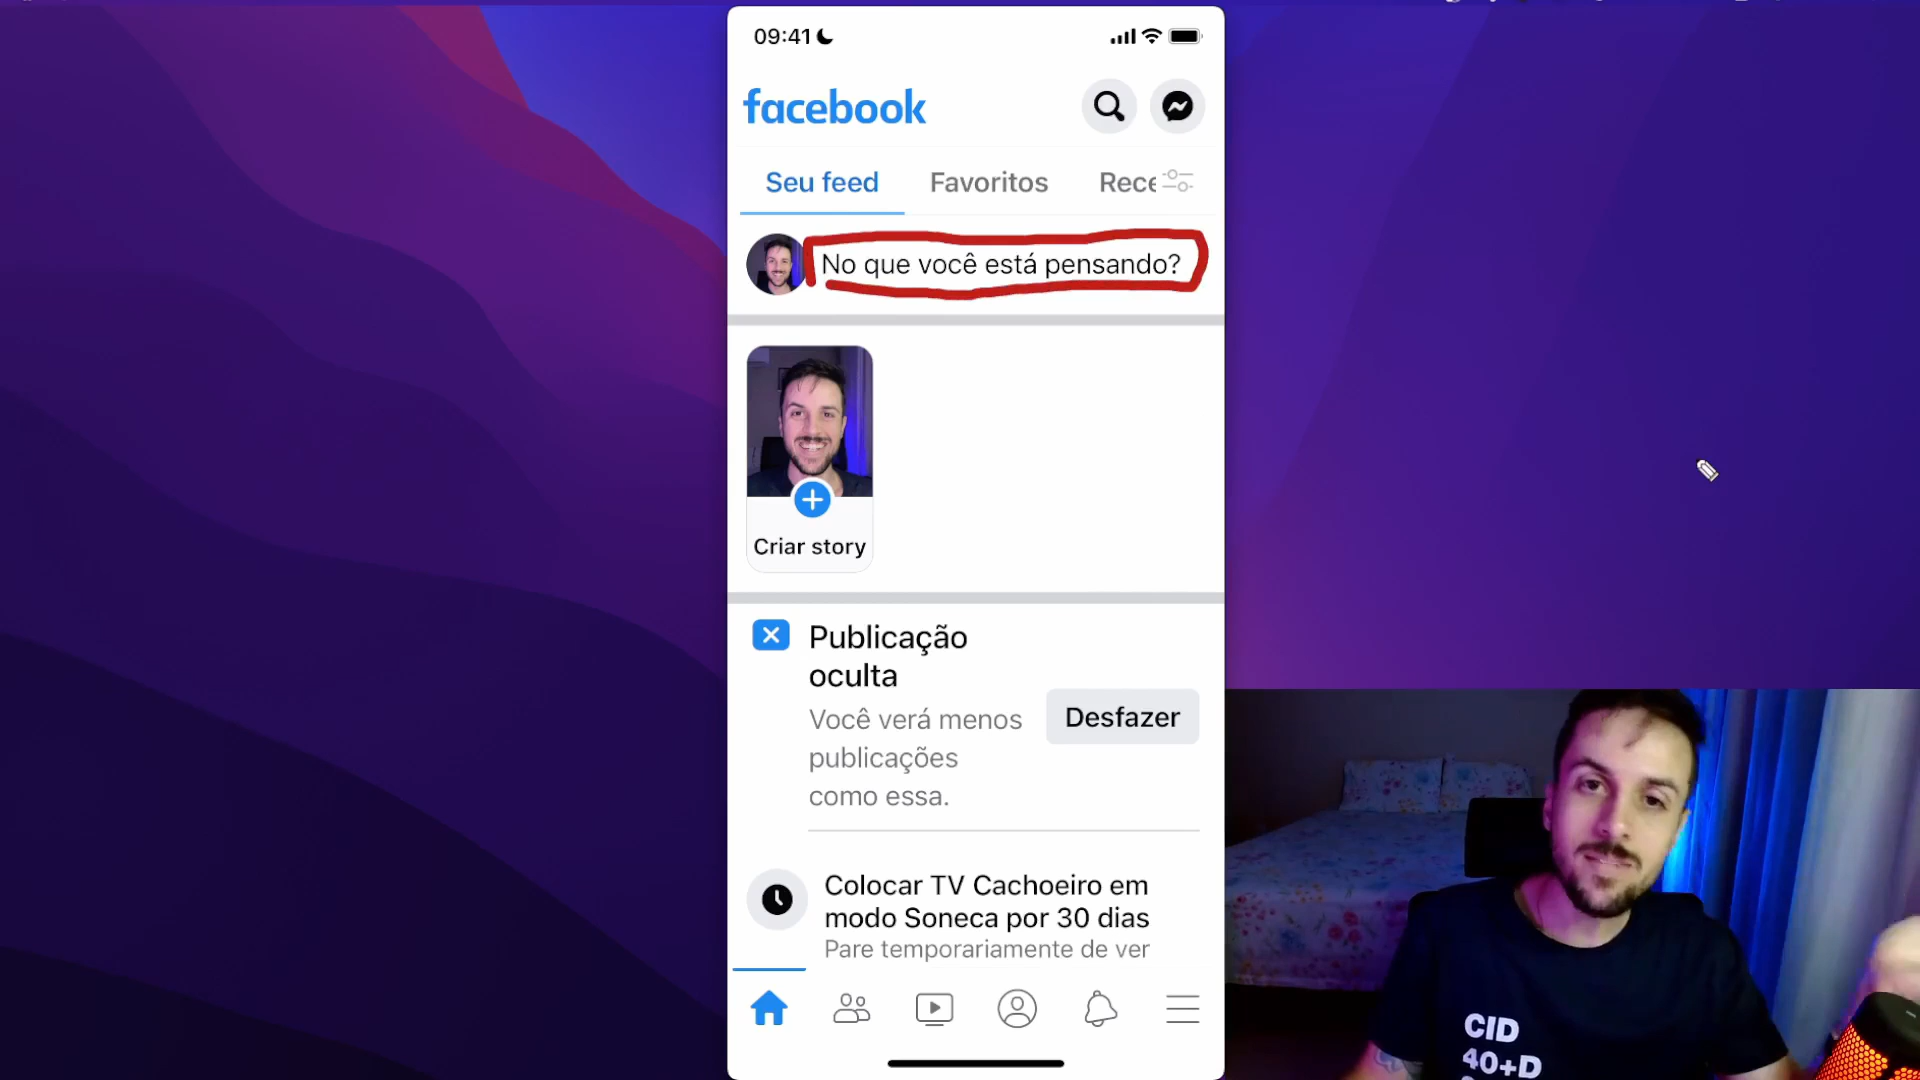 09:41
facebook
Seu feed Favoritos Rece
No que você está pensando?
Criar story
Publicação
oculta
Você verá menos
publicações
como essa.
Desfazer
Colocar TV Cachoeiro em
modo Soneca por 30 dias
Pare temporariamente de ver
CID
40+D